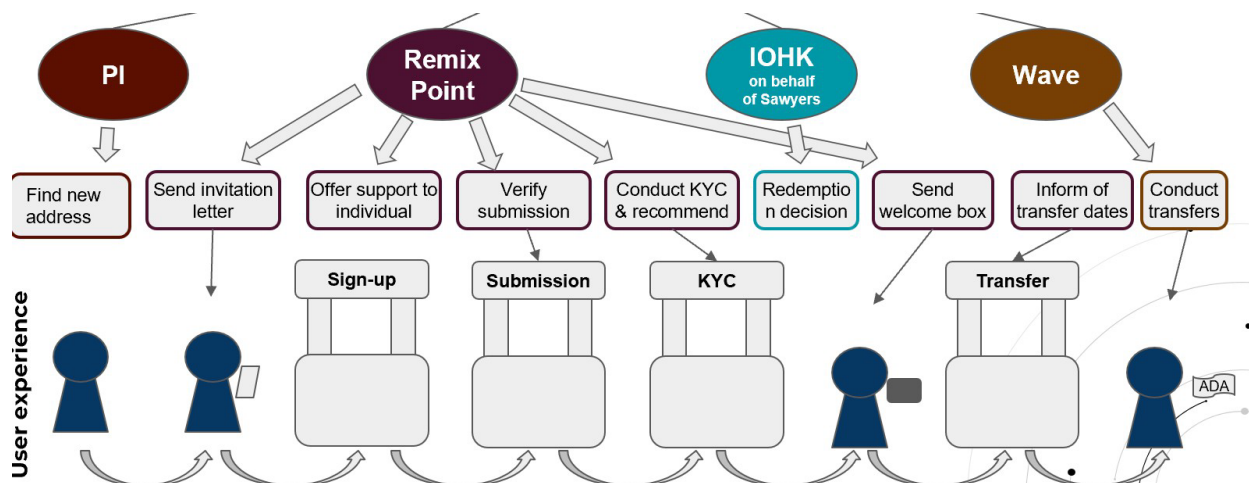 PI
Remix
Point
IOHK
on behalf
of Sawyers
Wave
Find new
address
Send invitation
letter
Offer support to
individual
Verify
submission
Conduct KYC
& recommend
Redemptio
n decision
Send
welcome box
Inform of
transfer dates
Conduct
transfers
Sign-up
Submission
KYC
Transfer
User experience
ADA